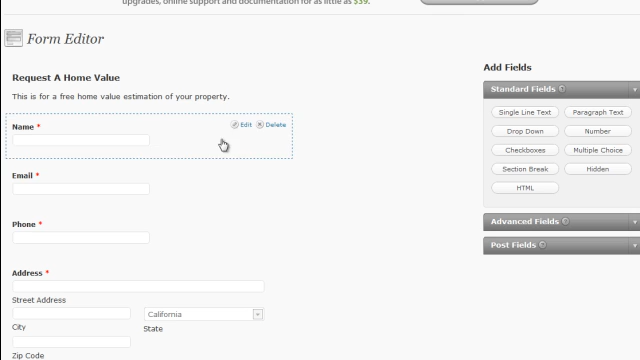 upgrades, online support and documentation for as little as $39.
Form Editor
Request A Home Value
This is for a free home value estimation of your property.
Name *
Edit Delete
Email *
Phone *
Address *
Street Address
California
City
State
Zip Code
Add Fields
Standard Fields
Single Line Text Paragraph Text
Drop Down Number
Checkboxes Multiple Choice
Section Break Hidden
HTML
Advanced Fields
Post Fields